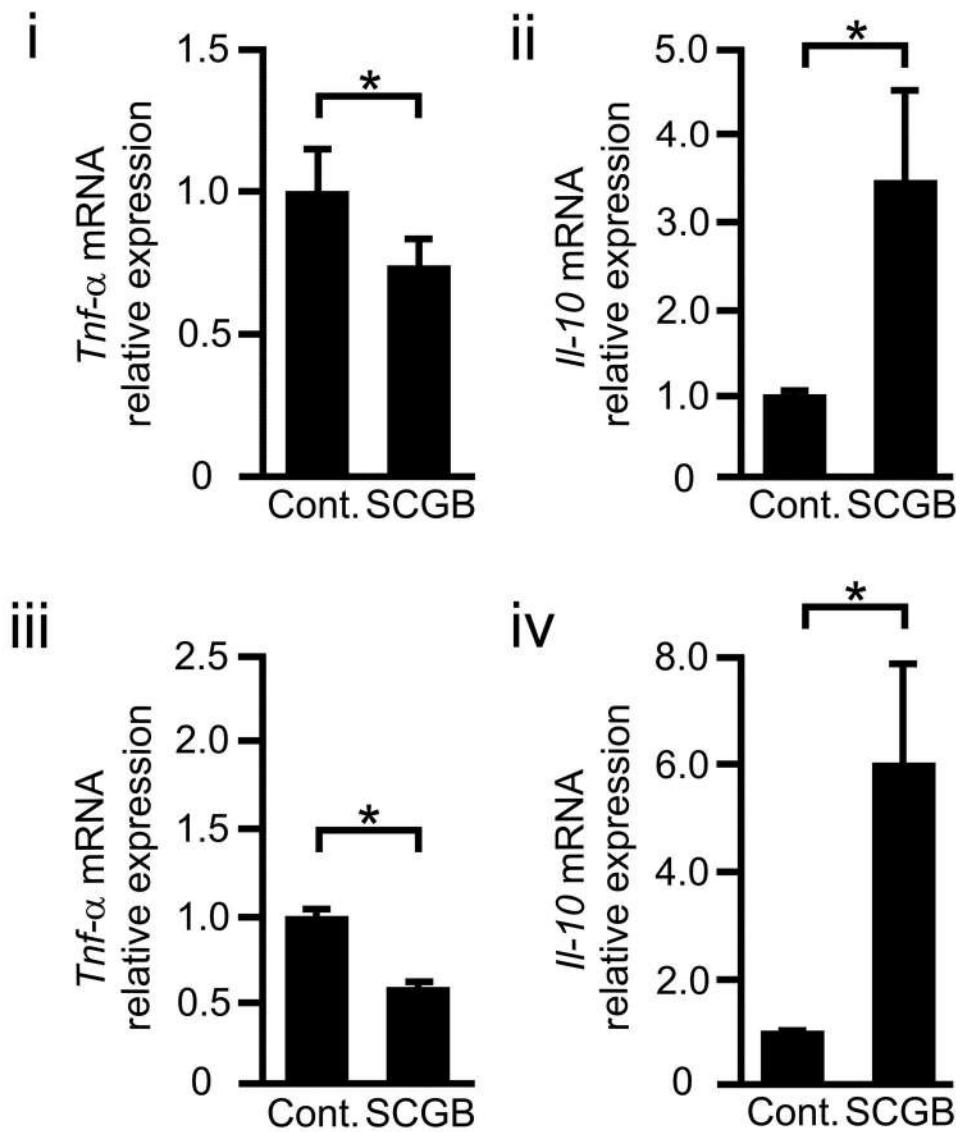 i
Tnf-α mRNA
relative expression
1.5
*
1.0
0.5
0
Cont. SCGB
ii
Il-10 mRNA
relative expression
5.0
*
4.0
3.0
2.0
1.0
0
Cont. SCGB
iii
Tnf-α mRNA
relative expression
2.5
2.0
1.5
*
1.0
0.5
0
Cont. SCGB
iv
Il-10 mRNA
relative expression
*
8.0
6.0
4.0
2.0
0
Cont. SCGB